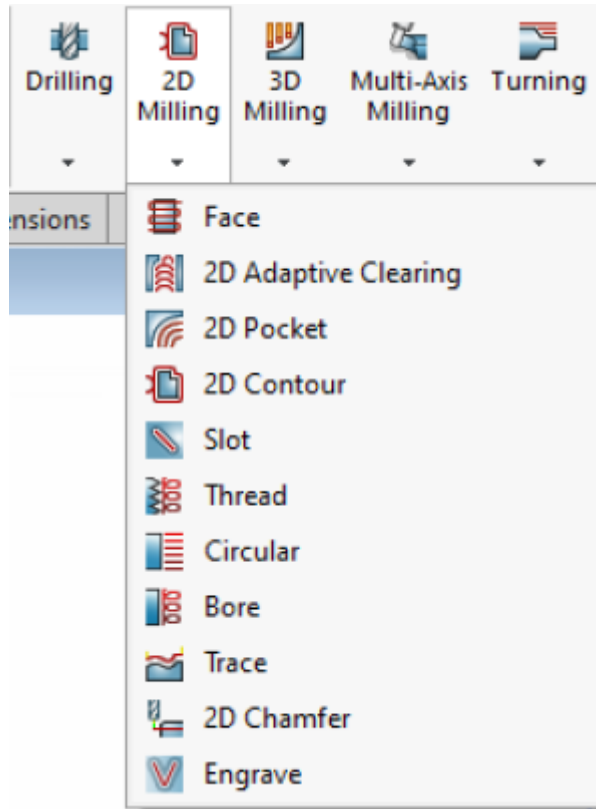 Drilling
2D
Milling
3D
Milling
Multi-Axis
Milling
Turning
ensions
Face
2D Adaptive Clearing
2D Pocket
2D Contour
Slot
Thread
Circular
Bore
Trace
2D Chamfer
Engrave